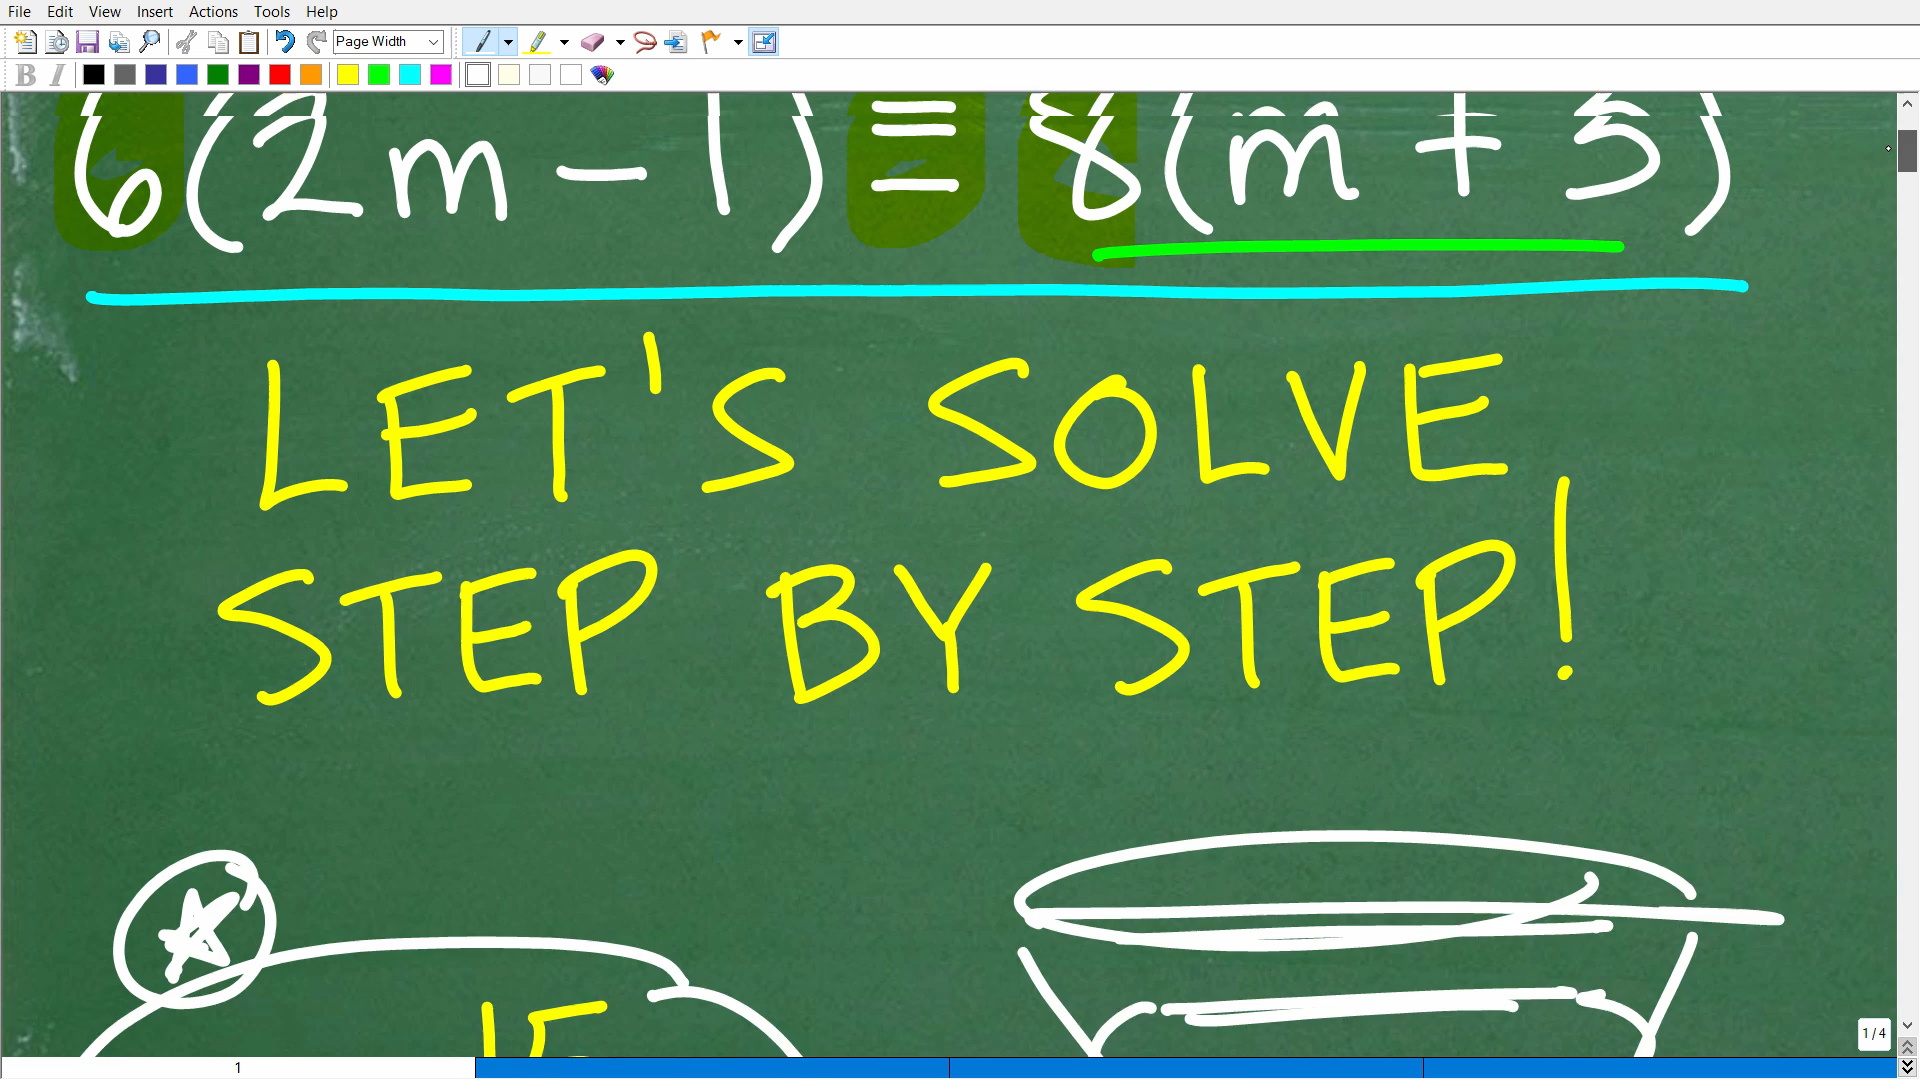 File Edit View Insert Actions Tools Help
Page Width
B I
6(2m - 1) = 8(m + 3)
LET'S SOLVE
STEP BY STEP!
15
1 / 4
1